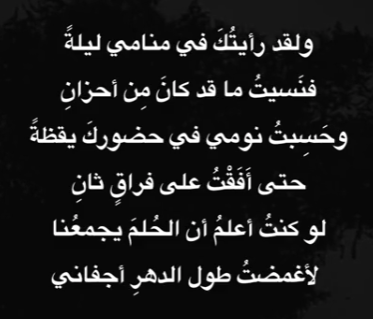 ولقد رأيتُكَ في منامي ليلةً
فنَسيتُ ما قد كانَ مِن أحزانِ
وحَسِبتُ نومي في حضوركَ يقظةً
حتى أَفَقْتُ على فراقٍ ثانِ
لو كنتُ أعلمُ أن الحُلمَ يجمعُنا
لأغمضتُ طول الدهرِ أجفاني